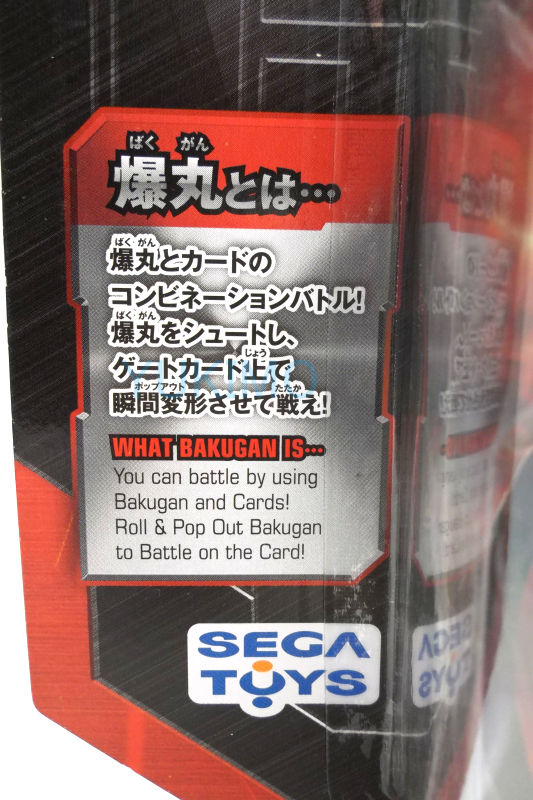 ばく がん
爆丸とは…
ばく がん
爆丸とカードの
コンビネーションバトル!
ばく がん
爆丸をシュートし、
じょう
ゲートカード上で
ポップアウト たたか
瞬間変形させて戦え!
WHAT BAKUGAN IS…
You can battle by using
Bakugan and Cards!
Roll & Pop Out Bakugan
to Battle on the Card!
SEGA
TOYS